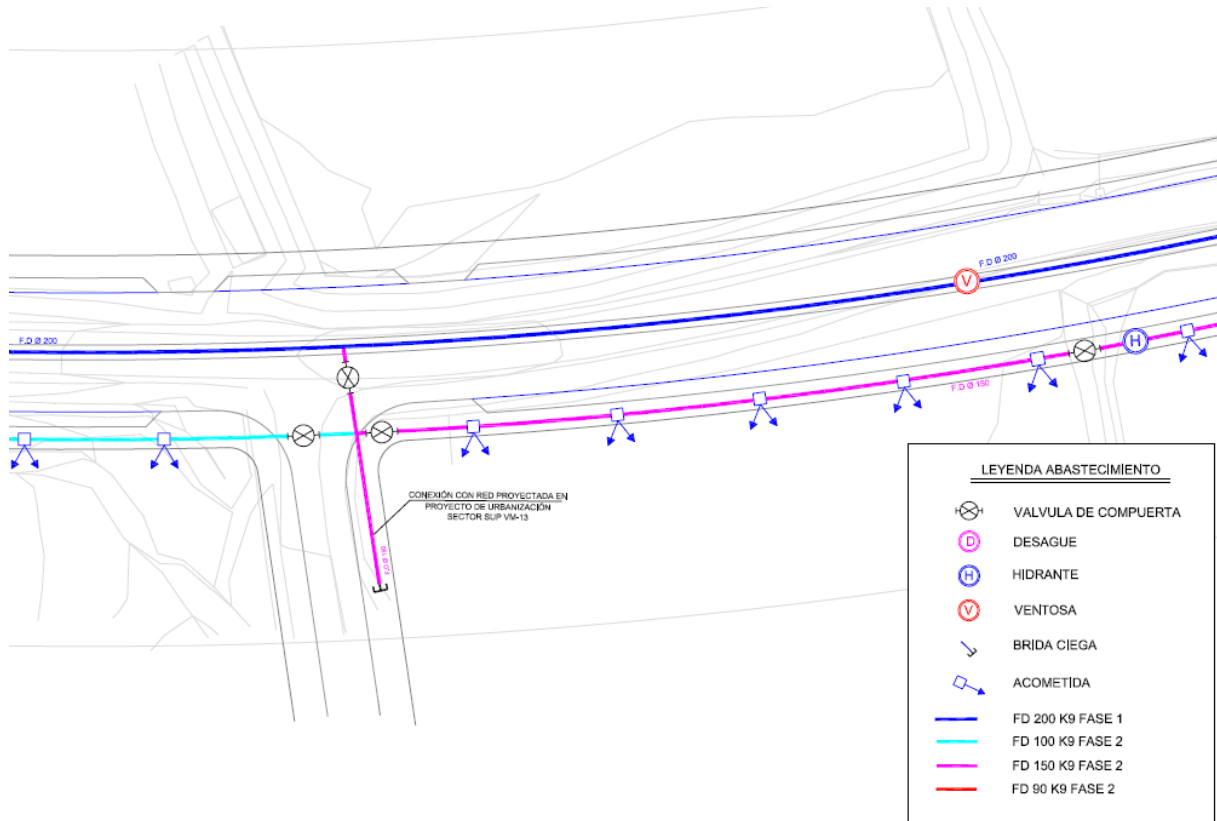 F.D Ø 200
V
F.D Ø 200
H
F.D Ø 150
CONEXIÓN CON RED PROYECTADA EN
PROYECTO DE URBANIZACIÓN
SECTOR SUP VM-13
F.D Ø 150
LEYENDA ABASTECIMIENTO
VALVULA DE COMPUERTA
D DESAGUE
H HIDRANTE
V VENTOSA
BRIDA CIEGA
ACOMETIDA
FD 200 K9 FASE 1
FD 100 K9 FASE 2
FD 150 K9 FASE 2
FD 90 K9 FASE 2